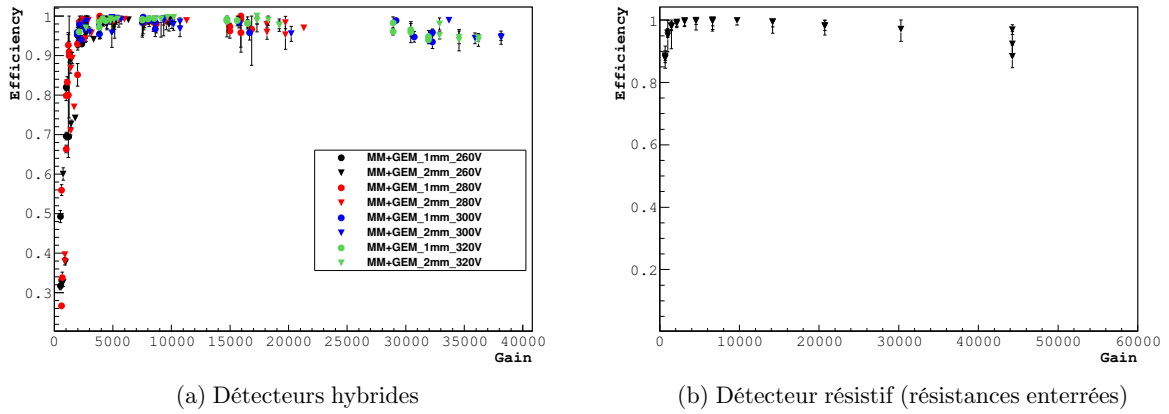 Efficiency
1
0.9
0.8
0.7
0.6
0.5
0.4
0.3
0 5000 10000 15000 20000 25000 30000 35000 40000
Gain
MM+GEM_1mm_260V
MM+GEM_2mm_260V
MM+GEM_1mm_280V
MM+GEM_2mm_280V
MM+GEM_1mm_300V
MM+GEM_2mm_300V
MM+GEM_1mm_320V
MM+GEM_2mm_320V
(a) Détecteurs hybrides
Efficiency
1
0.8
0.6
0.4
0.2
0 10000 20000 30000 40000 50000 60000
Gain
(b) Détecteur résistif (résistances enterrées)